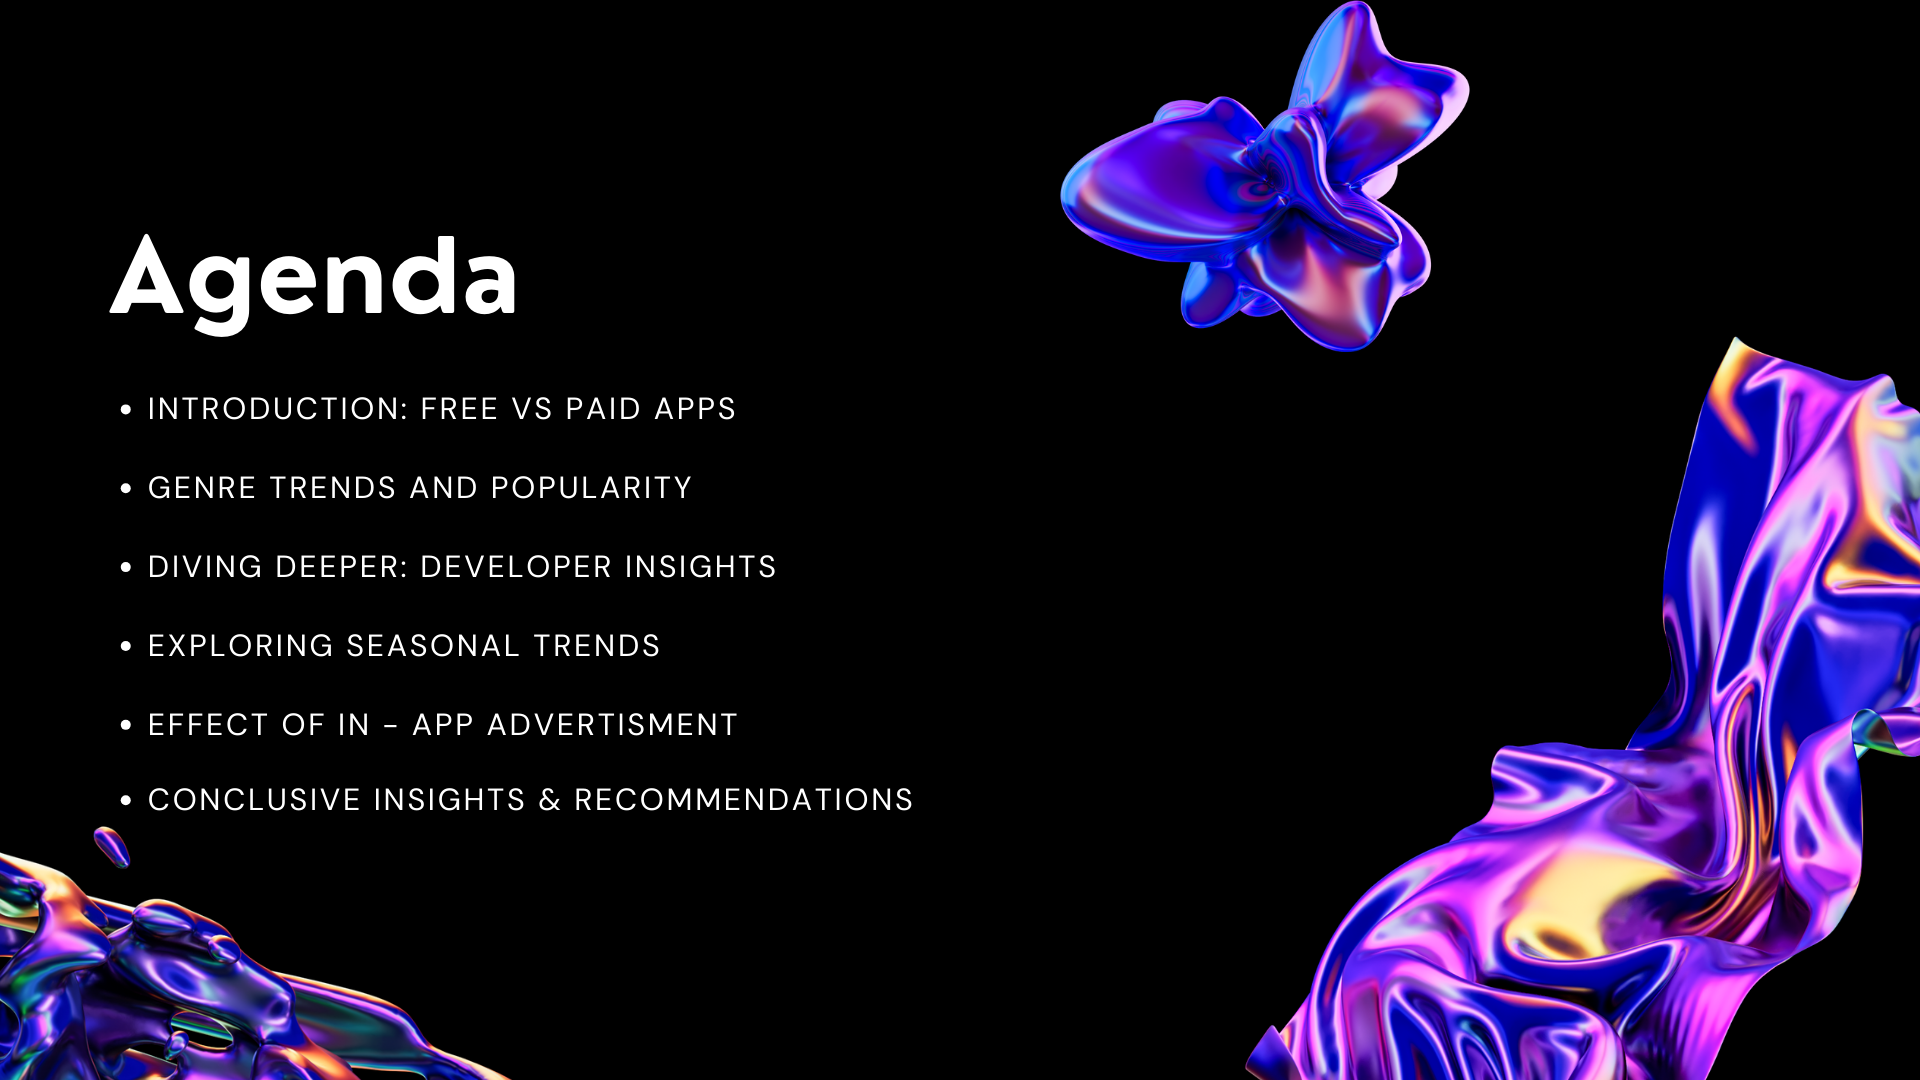 Agenda
• INTRODUCTION: FREE VS PAID APPS
• GENRE TRENDS AND POPULARITY
• DIVING DEEPER: DEVELOPER INSIGHTS
• EXPLORING SEASONAL TRENDS
• EFFECT OF IN – APP ADVERTISMENT
• CONCLUSIVE INSIGHTS & RECOMMENDATIONS